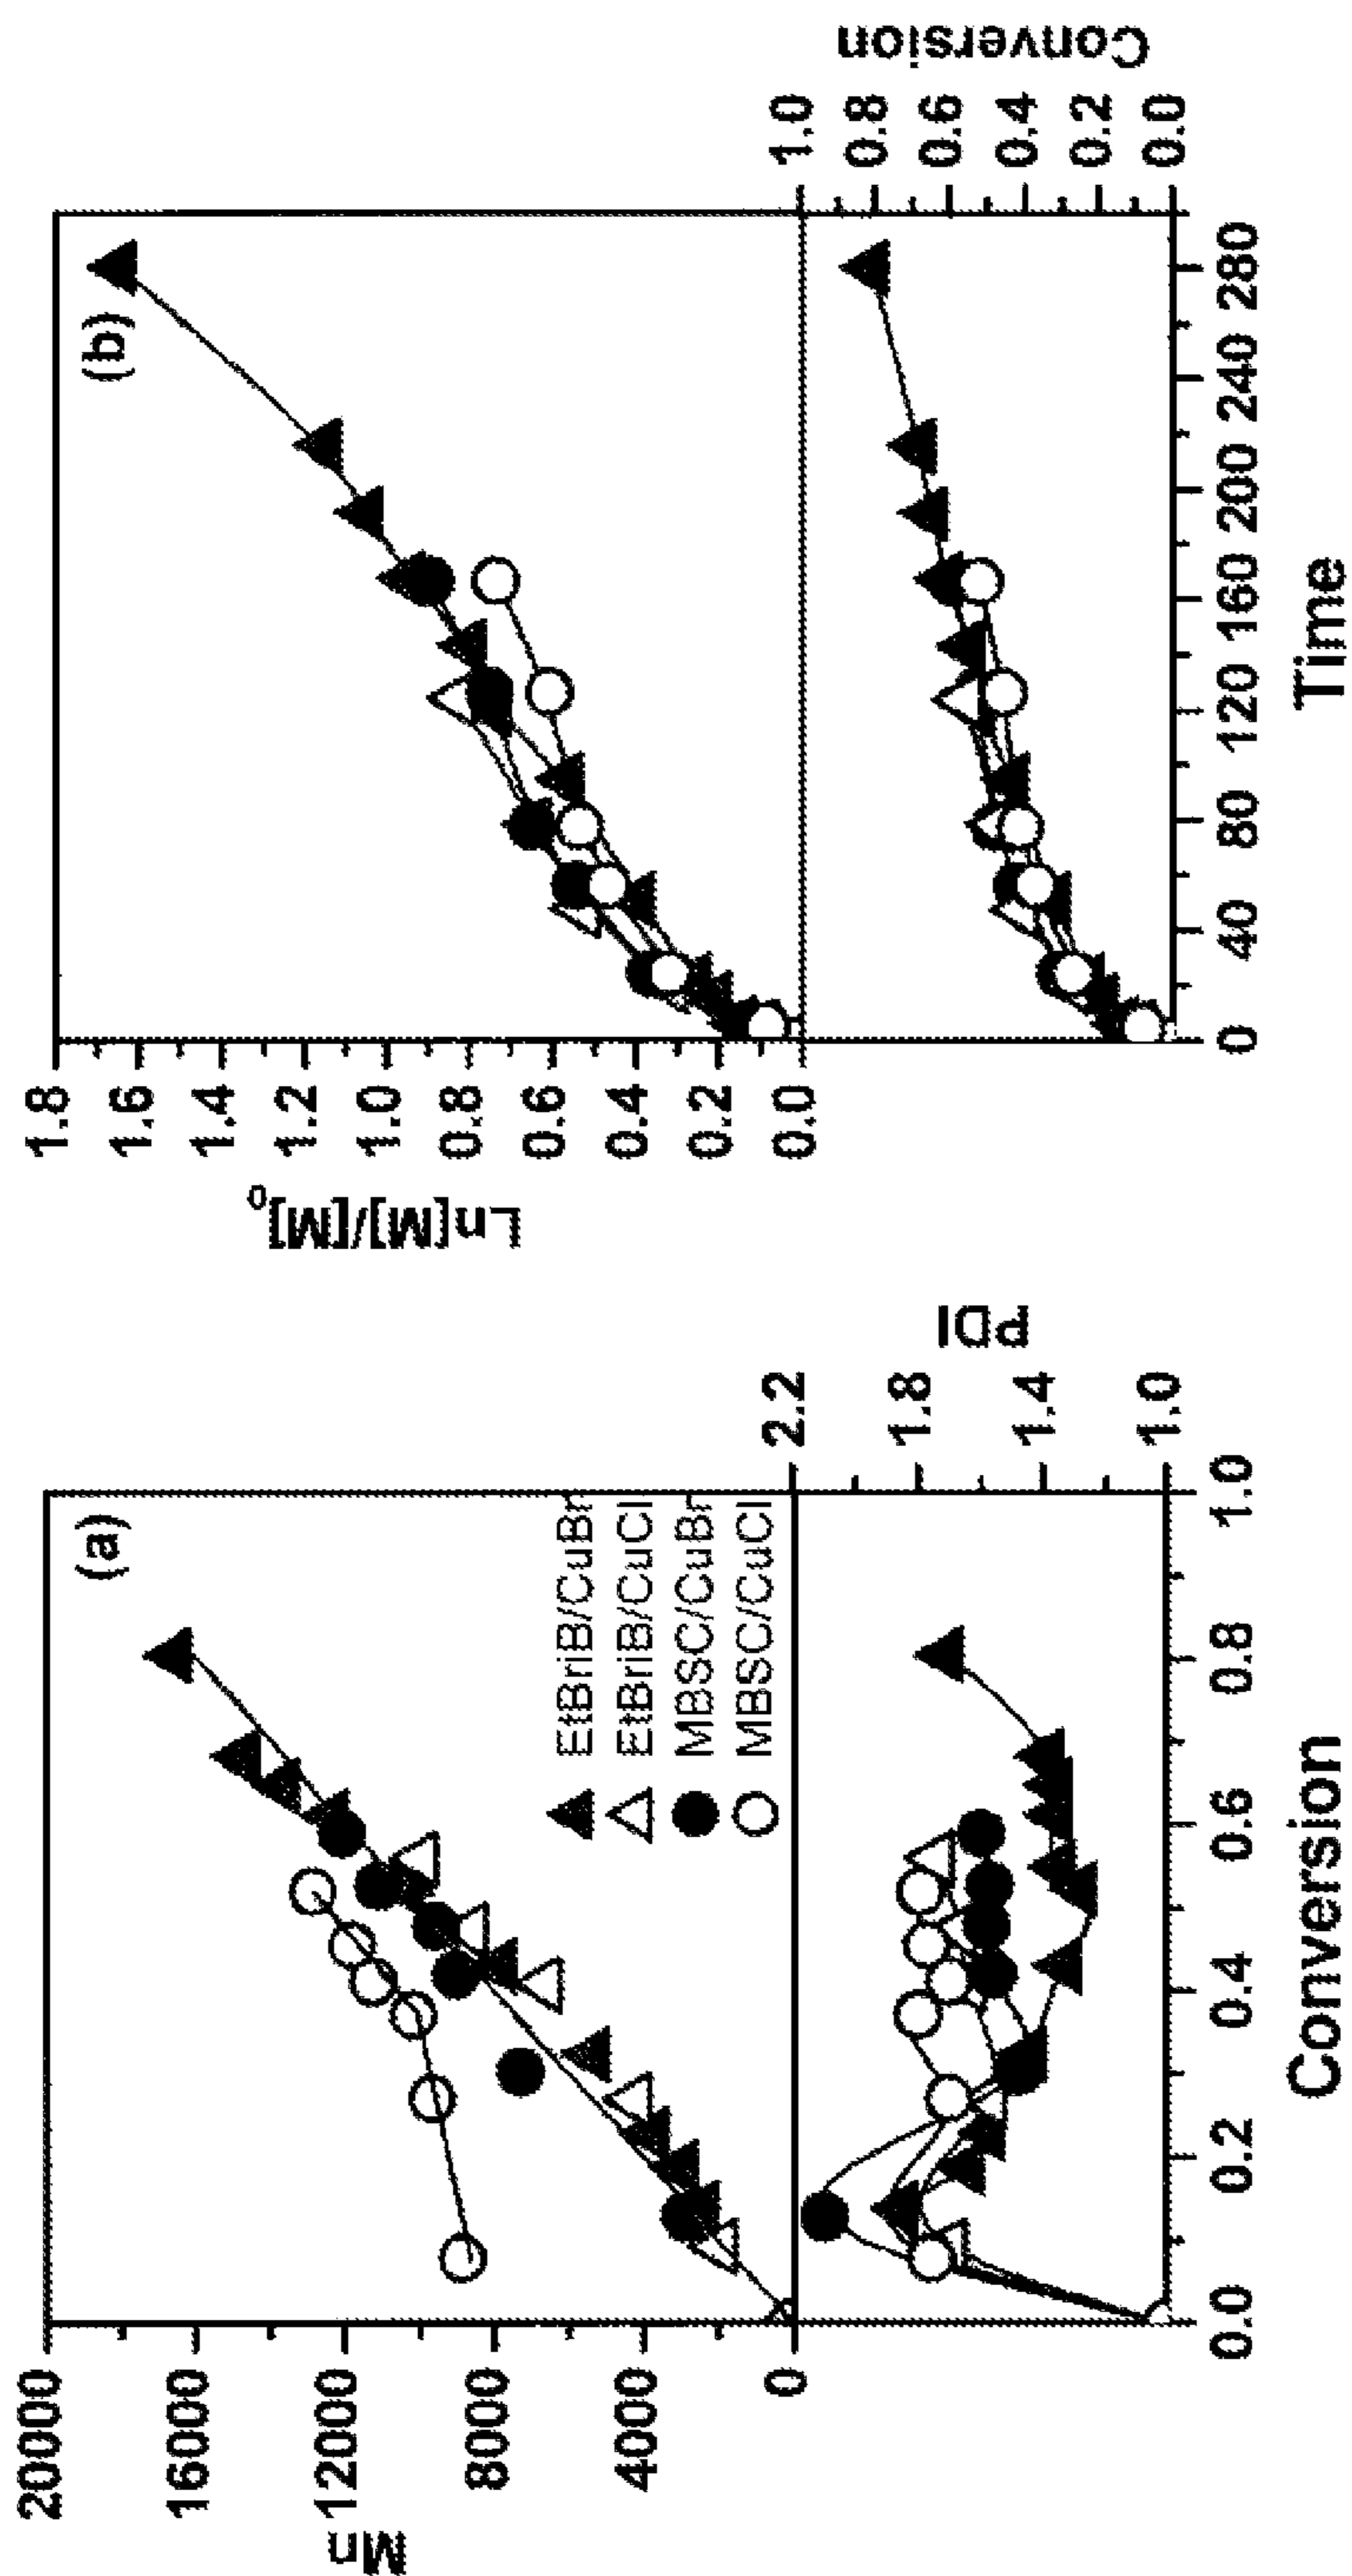 (a)
Mn
20000
16000
12000
8000
4000
0
EtBriB/CuBr
EtBriB/CuCl
MBSC/CuBr
MBSC/CuCl
PDI
2.2
1.8
1.4
1.0
0.0 0.2 0.4 0.6 0.8 1.0
Conversion
(b)
Ln[M]/[M]₀
1.8
1.6
1.4
1.2
1.0
0.8
0.6
0.4
0.2
0.0
Conversion
1.0
0.8
0.6
0.4
0.2
0.0
0 40 80 120 160 200 240 280
Time